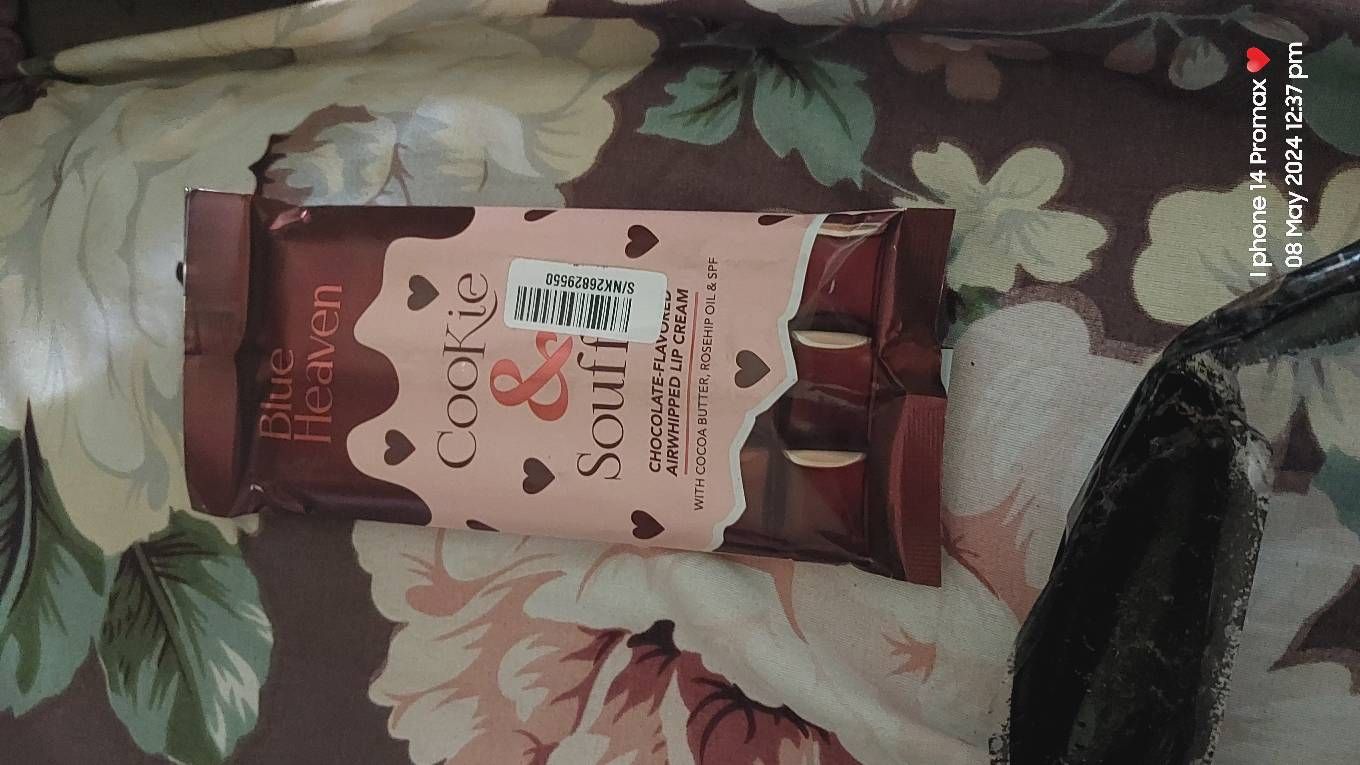 Blue
Heaven
Cookie
&
Souff
CHOCOLATE-FLAVORED
AIRWHIPPED LIP CREAM
WITH COCOA BUTTER, ROSEHIP OIL & SPF
S/NK26829550
I phone 14 Promax ❤️
08 May 2024 12:37 pm